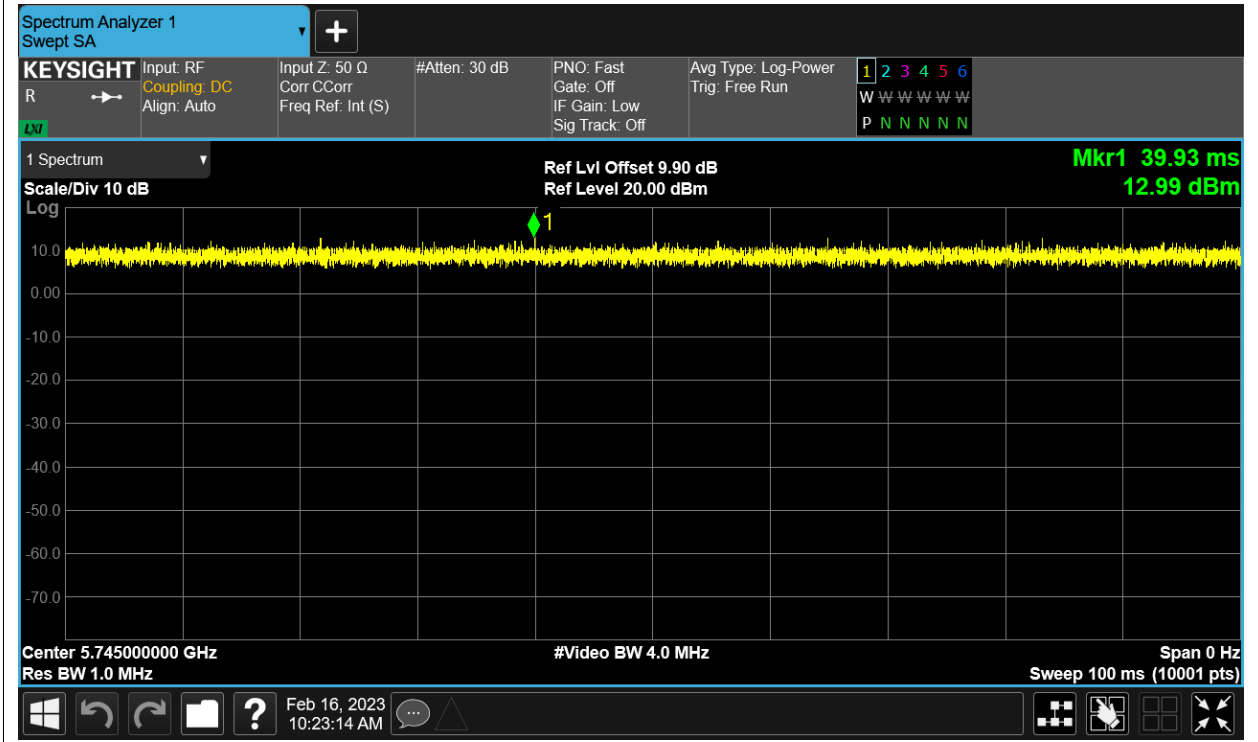 Spectrum Analyzer 1
Swept SA
KEYSIGHT
R
LXI
Input: RF
Coupling: DC
Align: Auto
Input Z: 50 Ω
Corr CCorr
Freq Ref: Int (S)
#Atten: 30 dB
PNO: Fast
Gate: Off
IF Gain: Low
Sig Track: Off
Avg Type: Log-Power
Trig: Free Run
1 2 3 4 5 6
W W W W W W
P N N N N N
1 Spectrum
Scale/Div 10 dB
Ref Lvl Offset 9.90 dB
Ref Level 20.00 dBm
Mkr1 39.93 ms
12.99 dBm
Log
1
10.0
0.00
-10.0
-20.0
-30.0
-40.0
-50.0
-60.0
-70.0
Center 5.745000000 GHz
Res BW 1.0 MHz
#Video BW 4.0 MHz
Span 0 Hz
Sweep 100 ms (10001 pts)
?
Feb 16, 2023
10:23:14 AM